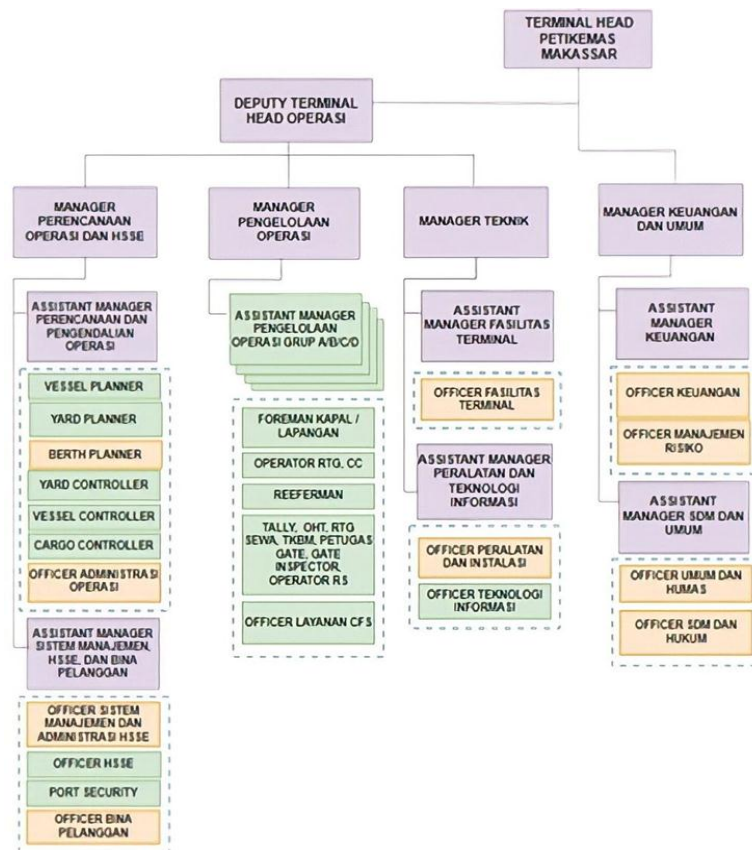 TERMINAL HEAD
PETIKEMAS
MAKASSAR
DEPUTY TERMINAL
HEAD OPERASI
MANAGER
PERENCANAAN
OPERASI DAN HSSE
MANAGER
PENGELOLAAN
OPERASI
MANAGER TEKNIK
MANAGER KEUANGAN
DAN UMUM
ASSISTANT MANAGER
PERENCANAAN DAN
PENGENDALIAN
OPERASI
VESSEL PLANNER
YARD PLANNER
BERTH PLANNER
YARD CONTROLLER
VESSEL CONTROLLER
CARGO CONTROLLER
OFFICER ADMINISTRASI
OPERASI
ASSISTANT MANAGER
SISTEM MANAJEMEN,
HSSE, DAN BINA
PELANGGAN
OFFICER SISTEM
MANAJEMEN DAN
ADMINISTRASI HSSE
OFFICER HSSE
PORT SECURITY
OFFICER BINA
PELANGGAN
ASSISTANT MANAGER
PENGELOLAAN
OPERASI GRUP A/B/C/D
FOREMAN KAPAL /
LAPANGAN
OPERATOR RTG, CC
REEFERMAN
TALLY, OHT, RTG
SEWA, TKBM, PETUGAS
GATE, GATE
INSPECTOR,
OPERATOR RS
OFFICER LAYANAN CFS
ASSISTANT
MANAGER FASILITAS
TERMINAL
OFFICER FASILITAS
TERMINAL
ASSISTANT MANAGER
PERALATAN DAN
TEKNOLOGI
INFORMASI
OFFICER PERALATAN
DAN INSTALASI
OFFICER TEKNOLOGI
INFORMASI
ASSISTANT
MANAGER
KEUANGAN
OFFICER KEUANGAN
OFFICER MANAJEMEN
RISIKO
ASSISTANT
MANAGER SDM DAN
UMUM
OFFICER UMUM DAN
HUMAS
OFFICER SDM DAN
HUKUM